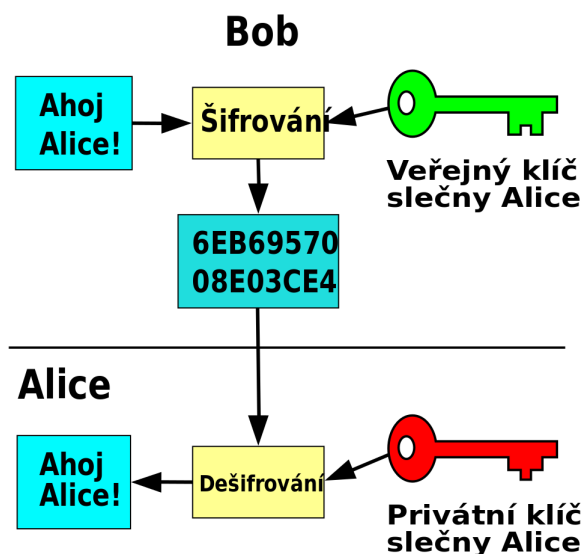 Bob
Ahoj
Alice!
Šifrování
Veřejný klíč
slečny Alice
6EB69570
08E03CE4
Alice
Ahoj
Alice!
Dešifrování
Privátní klíč
slečny Alice